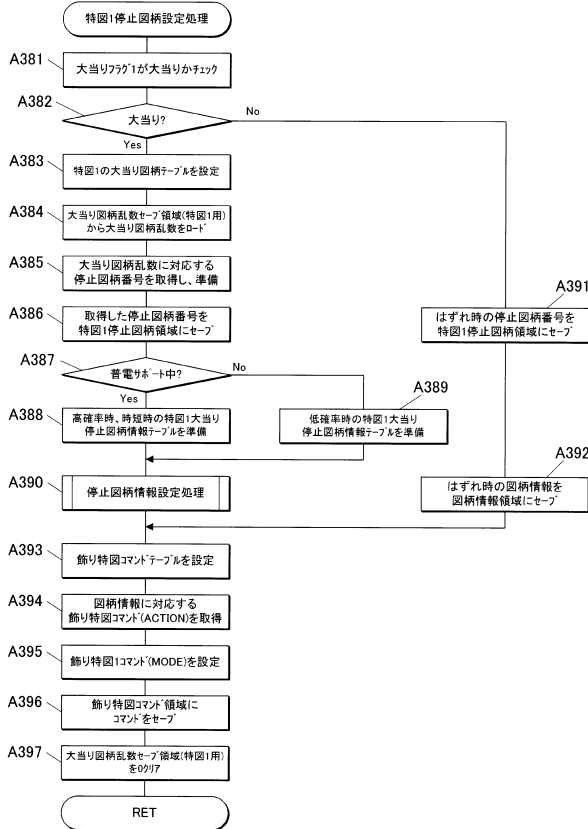 特図1停止図柄設定処理
A381
大当りフラグ1が大当りかチェック
A382
大当り?
No
Yes
A383
特図1の大当り図柄テーブルを設定
A384
大当り図柄乱数セーブ領域(特図1用)
から大当り図柄乱数をロード
A385
大当り図柄乱数に対応する
停止図柄番号を取得し、準備
A386
取得した停止図柄番号を
特図1停止図柄領域にセーブ
A391
はずれ時の停止図柄番号を
特図1停止図柄領域にセーブ
A387
普電サポート中?
No
Yes
A388
高確率時、時短時の特図1大当り
停止図柄情報テーブルを準備
A389
低確率時の特図1大当り
停止図柄情報テーブルを準備
A390
停止図柄情報設定処理
A392
はずれ時の図柄情報を
図柄情報領域にセーブ
A393
飾り特図コマンドテーブルを設定
A394
図柄情報に対応する
飾り特図コマンド(ACTION)を取得
A395
飾り特図1コマンド(MODE)を設定
A396
飾り特図コマンド領域に
コマンドをセーブ
A397
大当り図柄乱数セーブ領域(特図1用)
を0クリア
RET